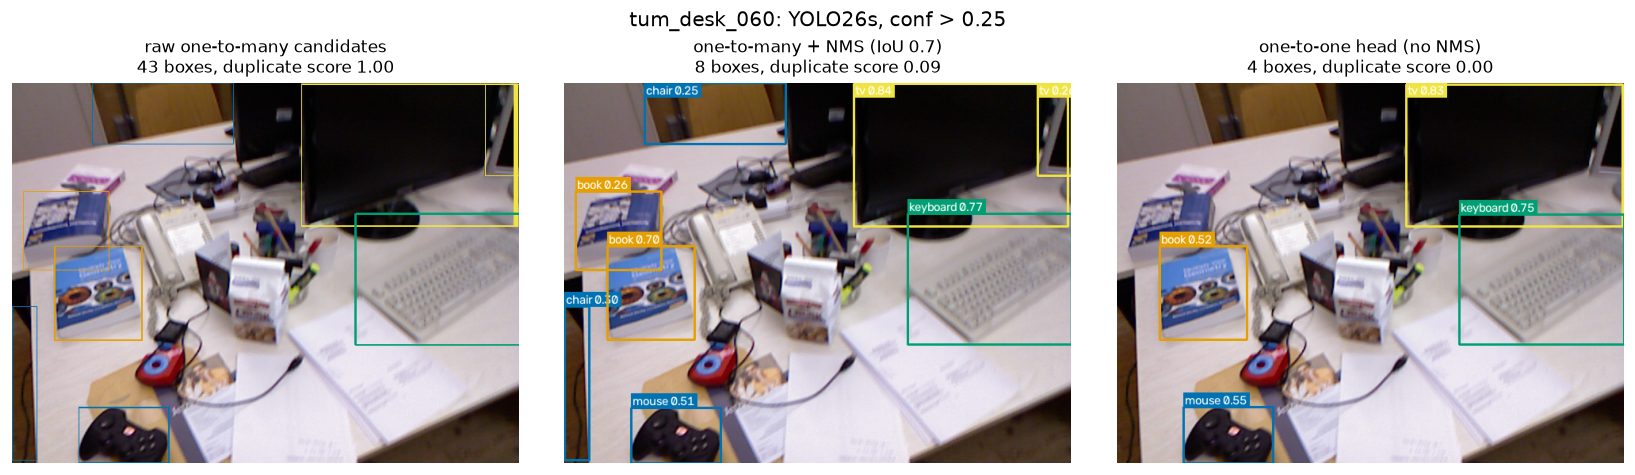 tum_desk_060: YOLO26s, conf > 0.25
raw one-to-many candidates
43 boxes, duplicate score 1.00
one-to-many + NMS (IoU 0.7)
8 boxes, duplicate score 0.09
chair 0.25
tv 0.84
book 0.26
keyboard 0.77
book 0.70
chair 0.30
mouse 0.51
one-to-one head (no NMS)
4 boxes, duplicate score 0.00
tv 0.83
keyboard 0.75
book 0.52
mouse 0.55